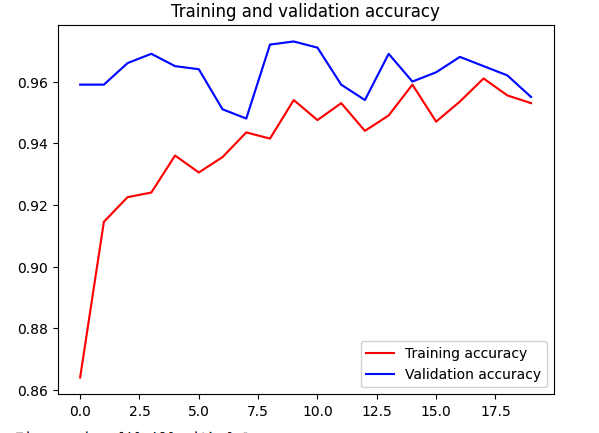 Training and validation accuracy
0.96
0.94
0.92
0.90
0.88
0.86
Training accuracy
Validation accuracy
0.0 2.5 5.0 7.5 10.0 12.5 15.0 17.5